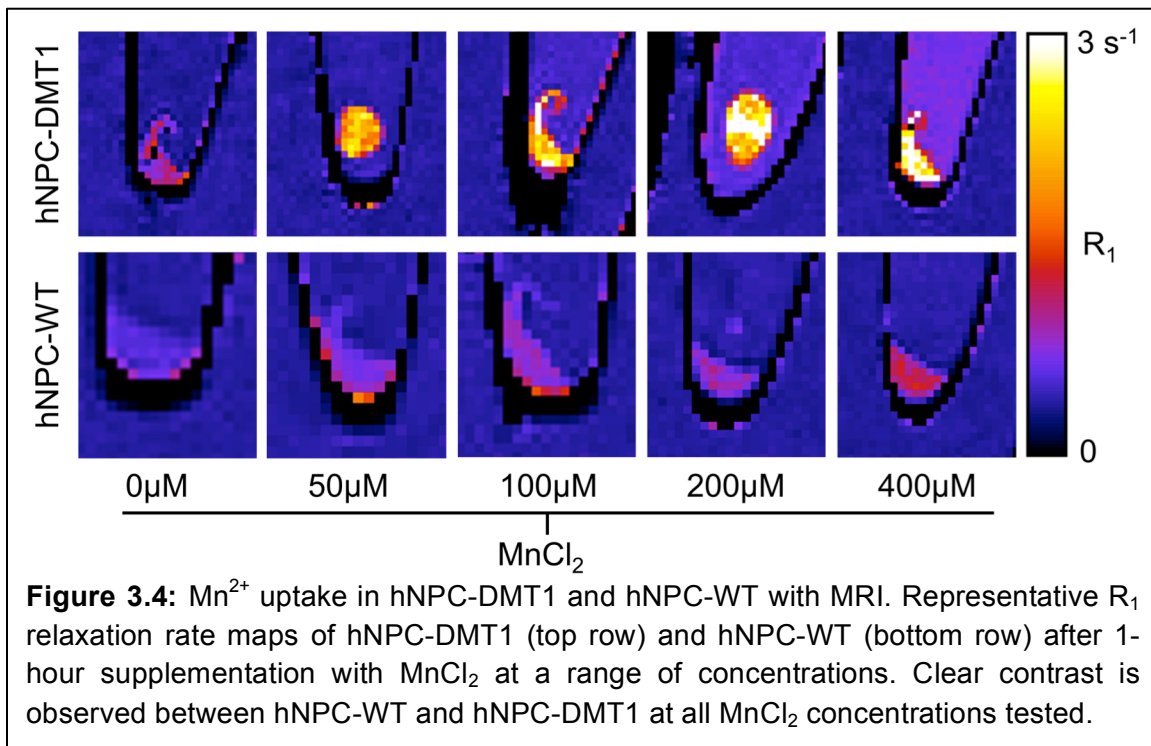 hNPC-DMT1
3 s⁻¹
R₁
hNPC-WT
0
0µM 50µM 100µM 200µM 400µM
MnCl₂
Figure 3.4: Mn²⁺ uptake in hNPC-DMT1 and hNPC-WT with MRI. Representative R₁
relaxation rate maps of hNPC-DMT1 (top row) and hNPC-WT (bottom row) after 1-
hour supplementation with MnCl₂ at a range of concentrations. Clear contrast is
observed between hNPC-WT and hNPC-DMT1 at all MnCl₂ concentrations tested.